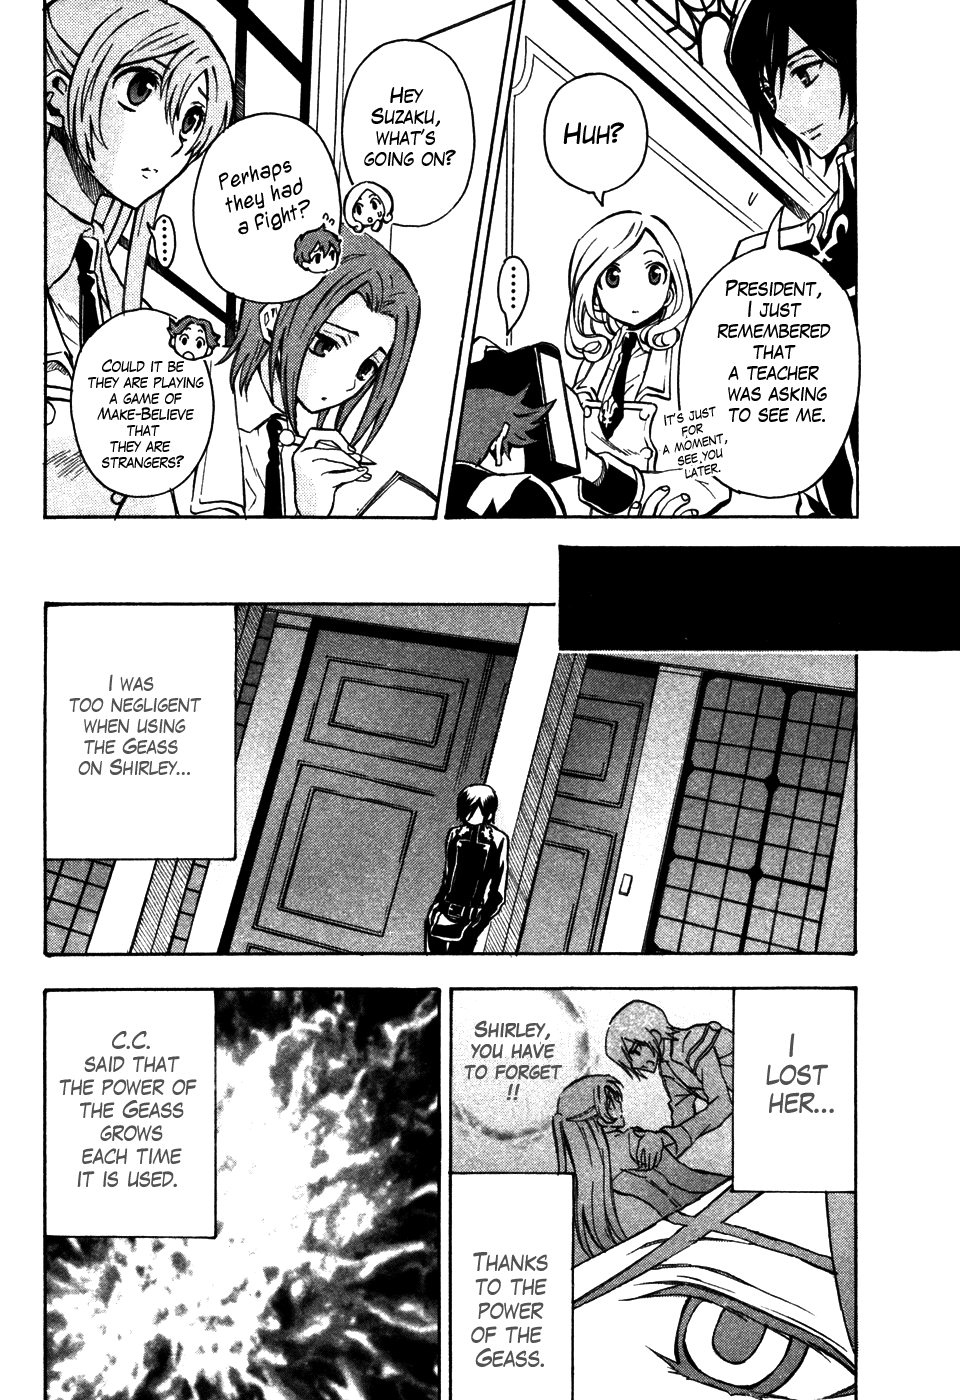 PRESIDENT,
I JUST
REMEMBERED
THAT
A TEACHER
WAS ASKING
TO SEE ME.
IT'S JUST
FOR
A MOMENT,
SEE YOU
LATER.
HUH?
......
HEY
SUZAKU,
WHAT'S
GOING ON?
Perhaps
they had
a fight?
.....
COULD IT BE
THEY ARE PLAYING
A GAME OF
MAKE-BELIEVE
THAT
THEY ARE
STRANGERS?
I WAS
TOO NEGLIGENT
WHEN USING
THE GEASS
ON SHIRLEY...
I
LOST
HER...
SHIRLEY,
YOU HAVE
TO FORGET
!!
THANKS
TO THE
POWER
OF THE
GEASS.
C.C.
SAID THAT
THE POWER OF
THE GEASS
GROWS
EACH TIME
IT IS USED.